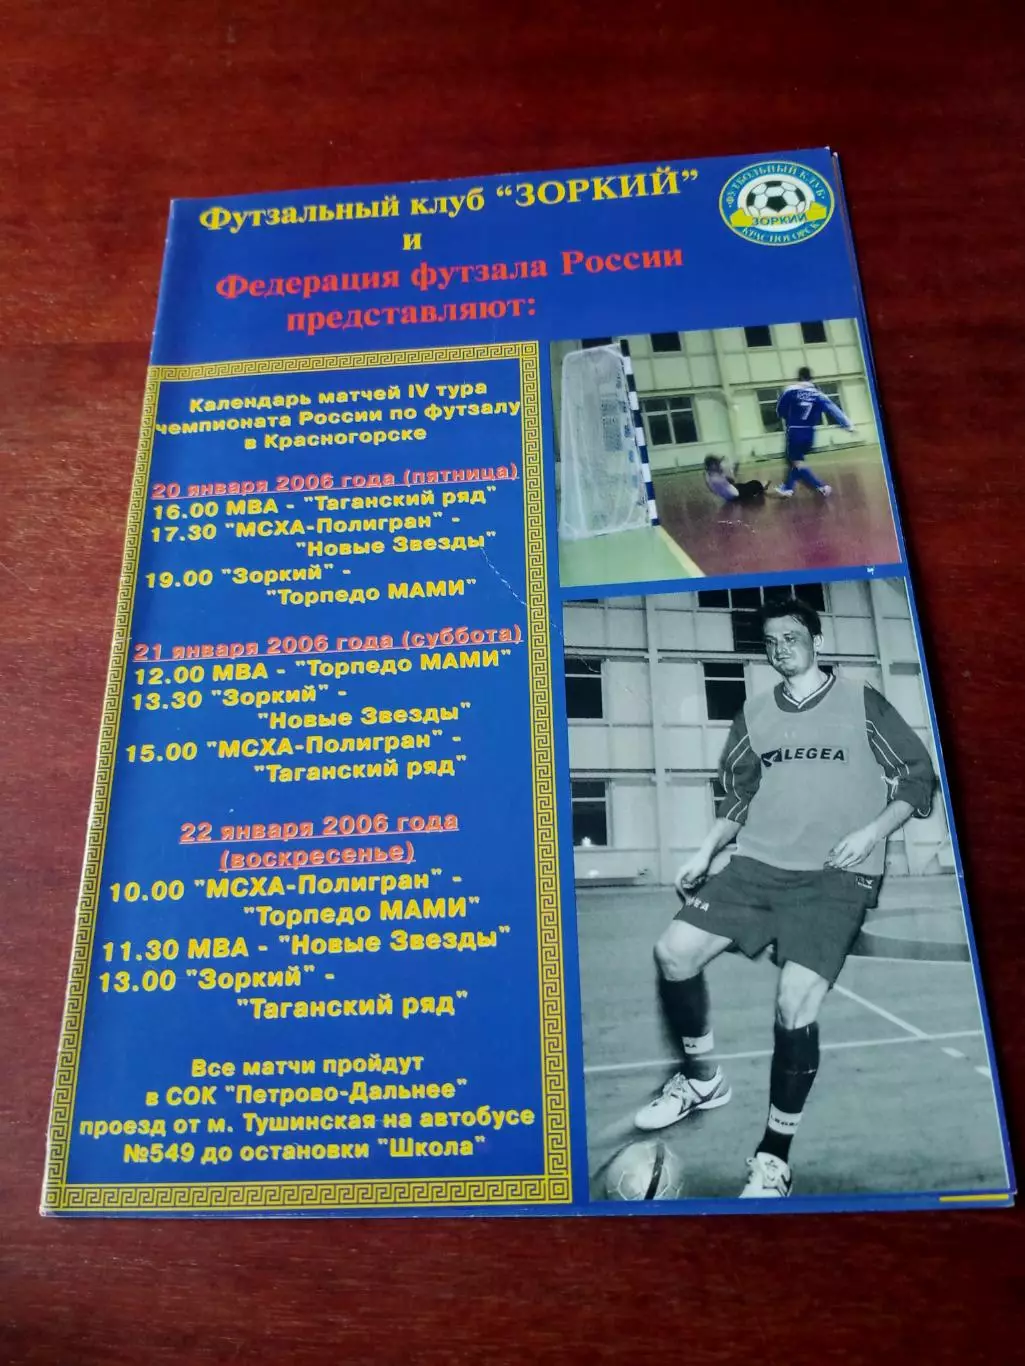 Футзальный клуб "ЗОРКИЙ"
и
Федерация футзала России
представляют:
ФУТБОЛЬНЫЙ КЛУБ
ЗОРКИЙ
КРАСНОГОРСК
Календарь матчей IV тура
чемпионата России по футзалу
в Красногорске
20 января 2006 года (пятница)
16.00 МВА - "Таганский ряд"
17.30 "МСХА-Полигран" -
"Новые Звезды"
19.00 "Зоркий" -
"Торпедо МАМИ"
21 января 2006 года (суббота)
12.00 МВА - "Торпедо МАМИ"
13.30 "Зоркий" -
"Новые Звезды"
15.00 "МСХА-Полигран" -
"Таганский ряд"
22 января 2006 года
(воскресенье)
10.00 "МСХА-Полигран" -
"Торпедо МАМИ"
11.30 МВА - "Новые Звезды"
13.00 "Зоркий" -
"Таганский ряд"
Все матчи пройдут
в СОК "Петрово-Дальнее"
проезд от м. Тушинская на автобусе
№549 до остановки "Школа"
7
LEGEA